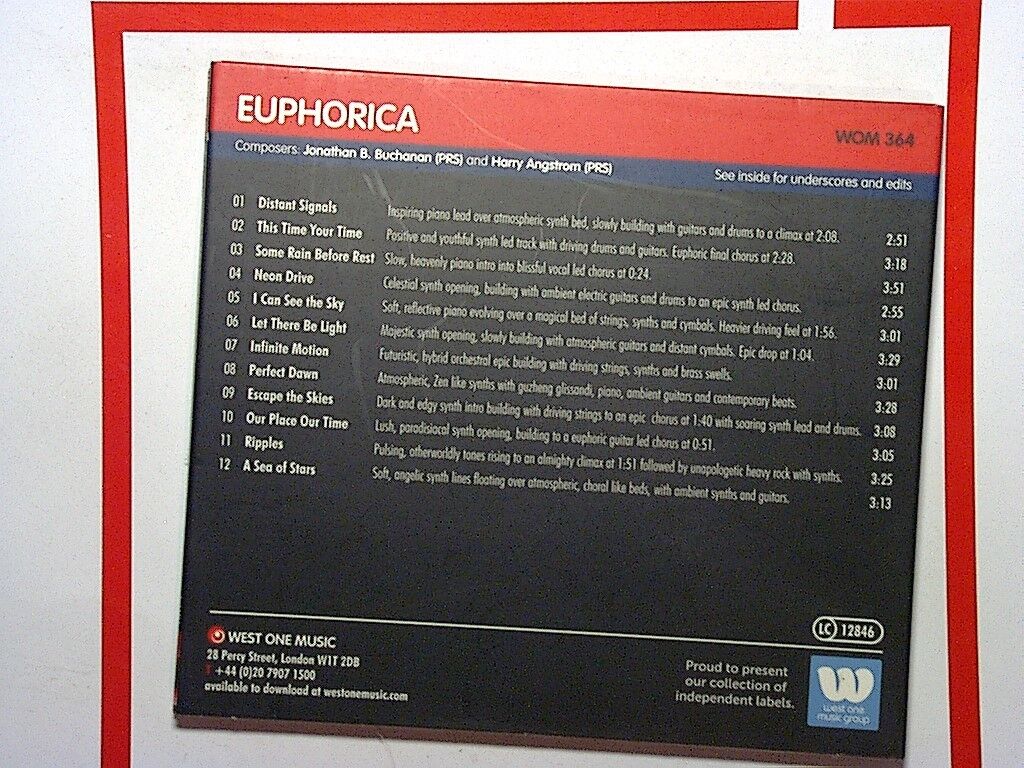 EUPHORICA
WOM 364
Composers: Jonathan B. Buchanan (PRS) and Harry Angstrom (PRS)
See inside for underscores and edits
01 Distant Signals Inspiring piano lead over atmospheric synth bed, slowly building with guitars and drums to a climax at 2:08. 2:51
02 This Time Your Time Positive and youthful synth led track with driving drums and guitars. Euphoric final chorus at 2:28. 3:18
03 Some Rain Before Rest Slow, heavenly piano intro into blissful vocal led chorus at 0:24. 3:51
04 Neon Drive Celestial synth opening, building with ambient electric guitars and drums to an epic synth led chorus. 2:55
05 I Can See the Sky Soft, reflective piano evolving over a magical bed of strings, synths and cymbals. Heavier driving feel at 1:56. 3:01
06 Let There Be Light Majestic synth opening, slowly building with atmospheric guitars and distant cymbals. Epic drop at 1:04. 3:29
07 Infinite Motion Futuristic, hybrid orchestral epic building with driving strings, synths and brass swells. 3:01
08 Perfect Dawn Atmospheric, Zen like synths with guzheng glissandi, piano, ambient guitars and contemporary beats. 3:28
09 Escape the Skies Dark and edgy synth intro building with driving strings to an epic chorus at 1:40 with soaring synth lead and drums. 3:08
10 Our Place Our Time Lush, paradisiacal synth opening, building to a euphoric guitar led chorus at 0:51. 3:05
11 Ripples Pulsing, otherworldly tones rising to an almighty climax at 1:51 followed by unapologetic heavy rock with synths. 3:25
12 A Sea of Stars Soft, angelic synth lines floating over atmospheric, choral like beds, with ambient synths and guitars. 3:13
LC 12846
WEST ONE MUSIC
28 Percy Street, London W1T 2DB
T +44 (0)20 7907 1500
available to download at westonemusic.com
Proud to present
our collection of
independent labels.
west one
music group